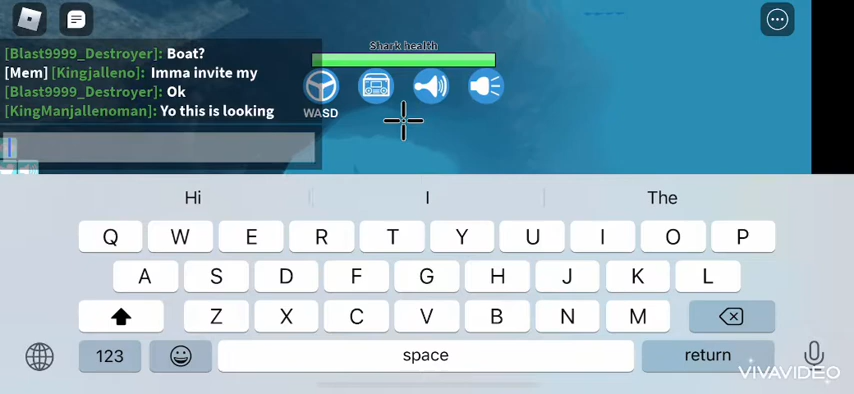 Shark health
[Blast9999_Destroyer]: Boat?
[Mem] [Kingjalleno]: Imma invite my
[Blast9999_Destroyer]: Ok
[KingManjallenoman]: Yo this is looking
WASD
Hi I The
Q W E R T Y U I O P
A S D F G H J K L
Z X C V B N M
123 space return
VIVAVIDEO